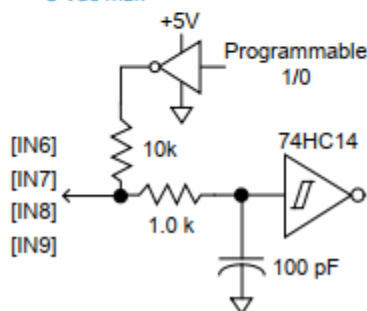 +5V
Programmable
1/0
[IN6]
10k
74HC14
[IN7]
[IN8]
1.0 k
[IN9]
100 pF